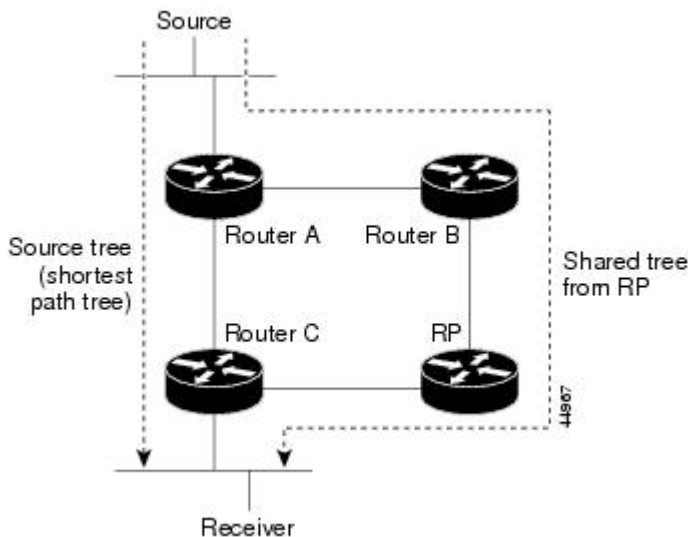 Source
Router A
Router B
Source tree
(shortest
path tree)
Shared tree
from RP
Router C
RP
44967
Receiver